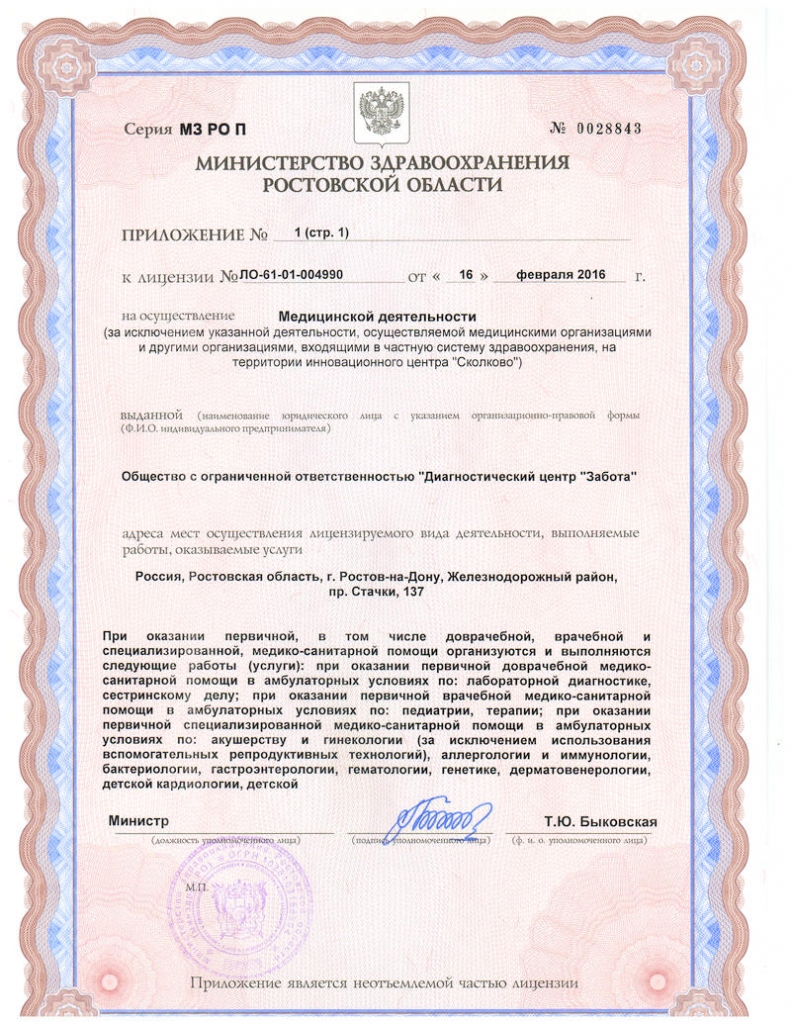 Серия МЗ РО П
№ 0028843
МИНИСТЕРСТВО ЗДРАВООХРАНЕНИЯ
РОСТОВСКОЙ ОБЛАСТИ
ПРИЛОЖЕНИЕ № 1 (стр. 1)
к лицензии № ЛО-61-01-004990 от « 16 » февраля 2016 г.
на осуществление Медицинской деятельности
(за исключением указанной деятельности, осуществляемой медицинскими организациями
и другими организациями, входящими в частную систему здравоохранения, на
территории инновационного центра "Сколково")
выданной (наименование юридического лица с указанием организационно-правовой формы
(Ф.И.О. индивидуального предпринимателя)
Общество с ограниченной ответственностью "Диагностический центр "Забота"
адреса мест осуществления лицензируемого вида деятельности, выполняемые
работы, оказываемые услуги
Россия, Ростовская область, г. Ростов-на-Дону, Железнодорожный район,
пр. Стачки, 137
При оказании первичной, в том числе доврачебной, врачебной и
специализированной, медико-санитарной помощи организуются и выполняются
следующие работы (услуги): при оказании первичной доврачебной медико-
санитарной помощи в амбулаторных условиях по: лабораторной диагностике,
сестринскому делу; при оказании первичной врачебной медико-санитарной
помощи в амбулаторных условиях по: педиатрии, терапии; при оказании
первичной специализированной медико-санитарной помощи в амбулаторных
условиях по: акушерству и гинекологии (за исключением использования
вспомогательных репродуктивных технологий), аллергологии и иммунологии,
бактериологии, гастроэнтерологии, гематологии, генетике, дерматовенерологии,
детской кардиологии, детской
Министр Т.Ю. Быковская
(должность уполномоченного лица) (подпись уполномоченного лица) (ф. и. о. уполномоченного лица)
М.П.
Приложение является неотъемлемой частью лицензии